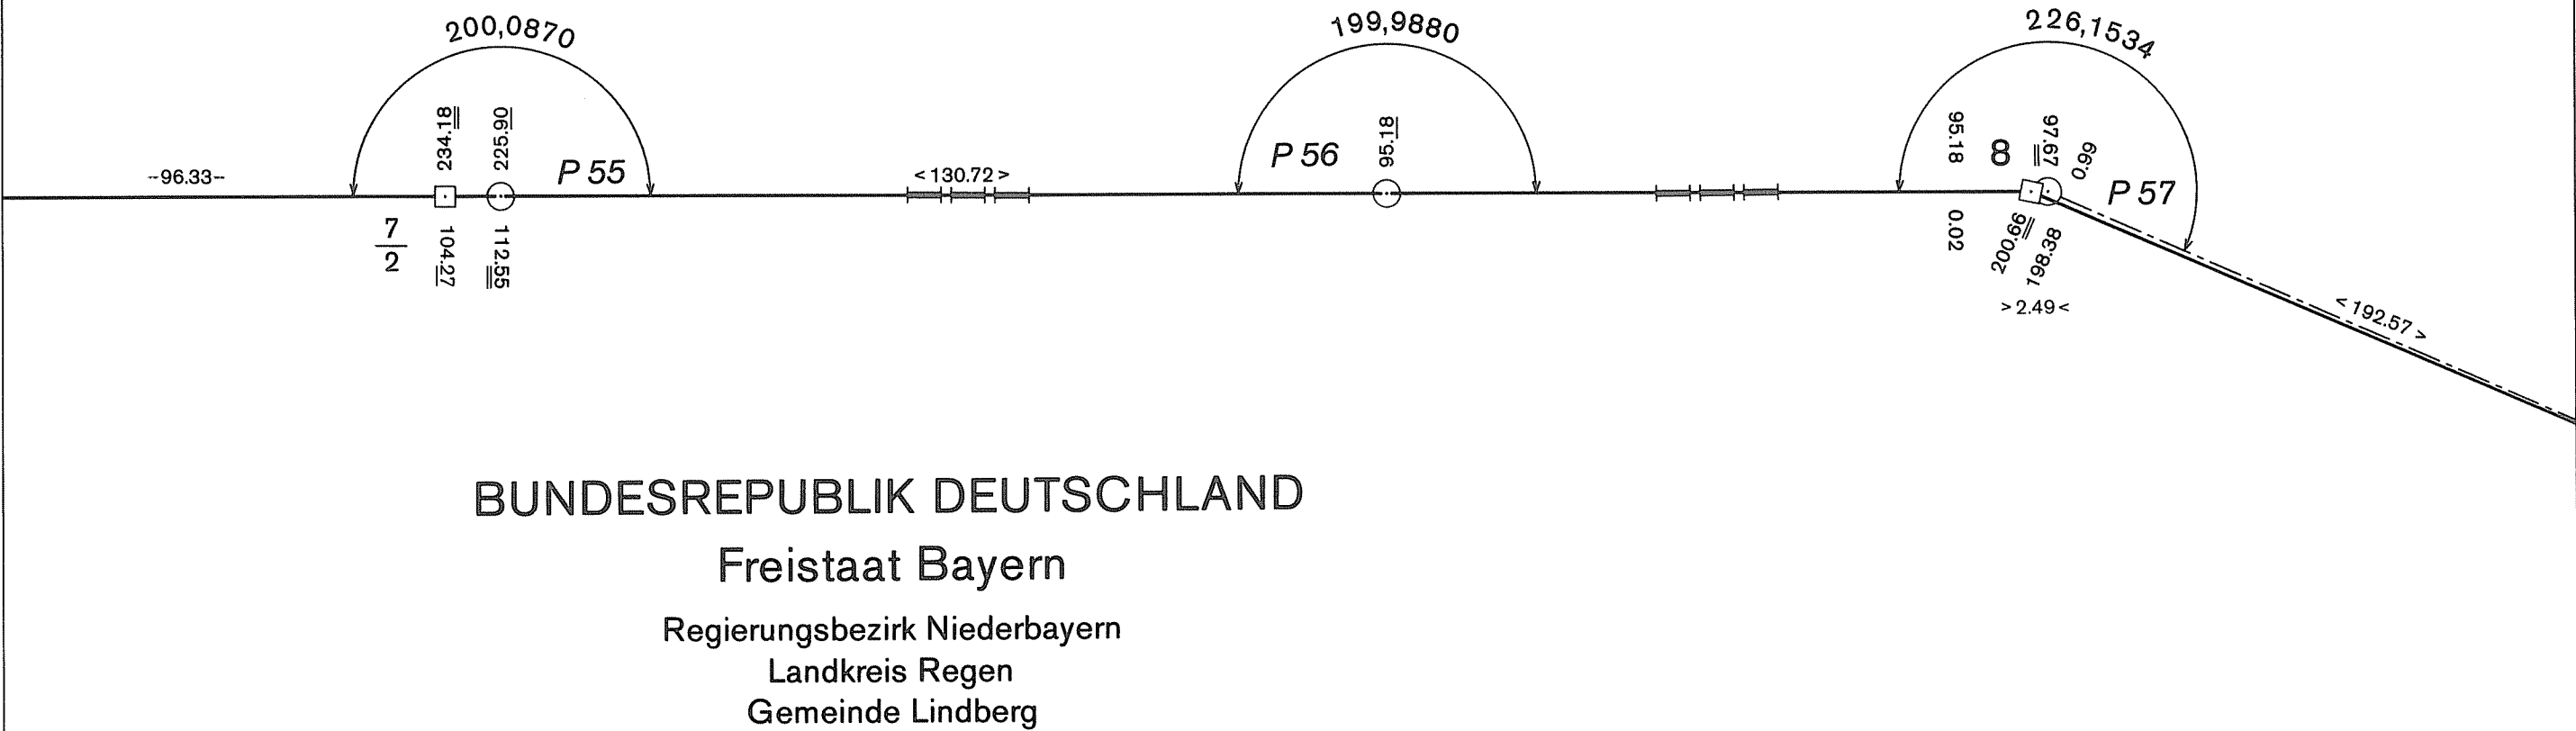 200,0870
199,9880
226,1534
--96.33--
234.18
225.90
P 55
<130.72>
P 56
95.18
95.18
8
97.67
0.99
P 57
7
2
104.27
112.55
0.02
200.66
198.38
>2.49<
<192.57>
BUNDESREPUBLIK DEUTSCHLAND
Freistaat Bayern
Regierungsbezirk Niederbayern
Landkreis Regen
Gemeinde Lindberg